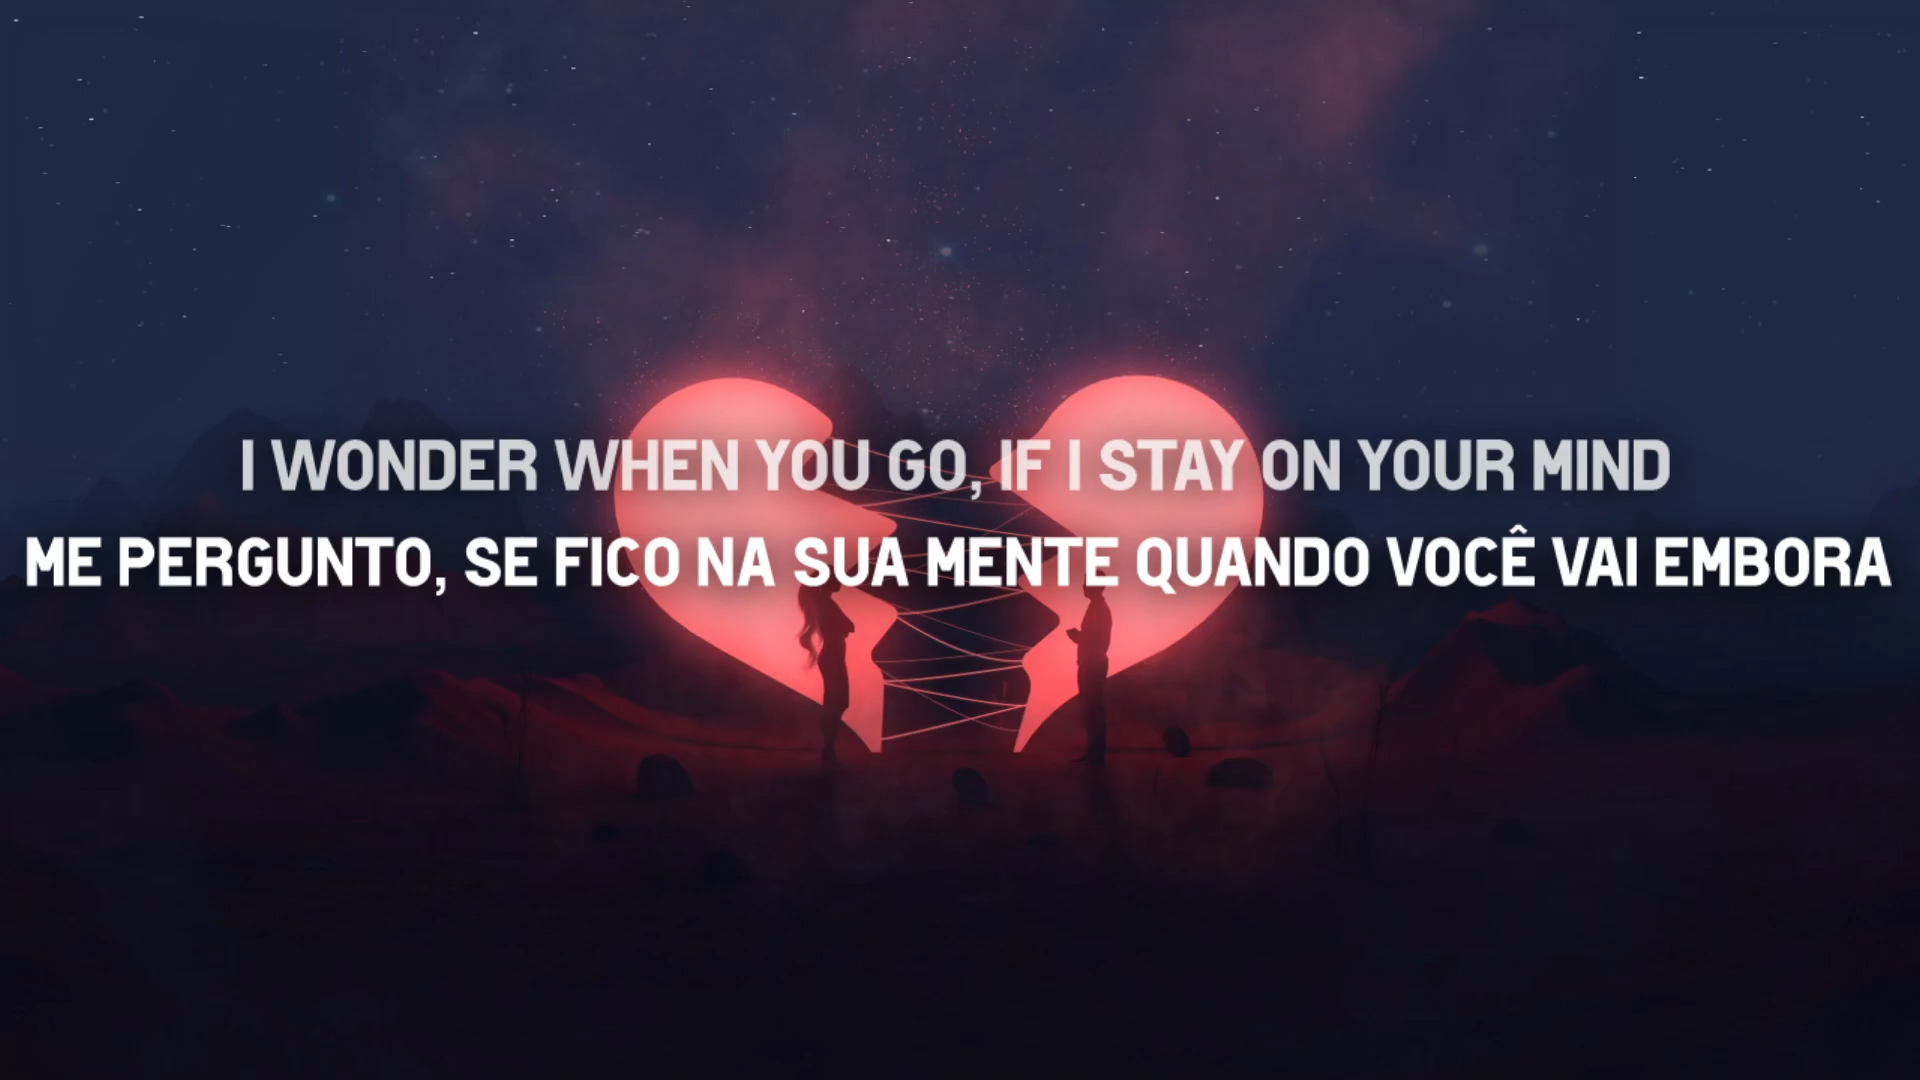 I WONDER WHEN YOU GO, IF I STAY ON YOUR MIND
ME PERGUNTO, SE FICO NA SUA MENTE QUANDO VOCÊ VAI EMBORA